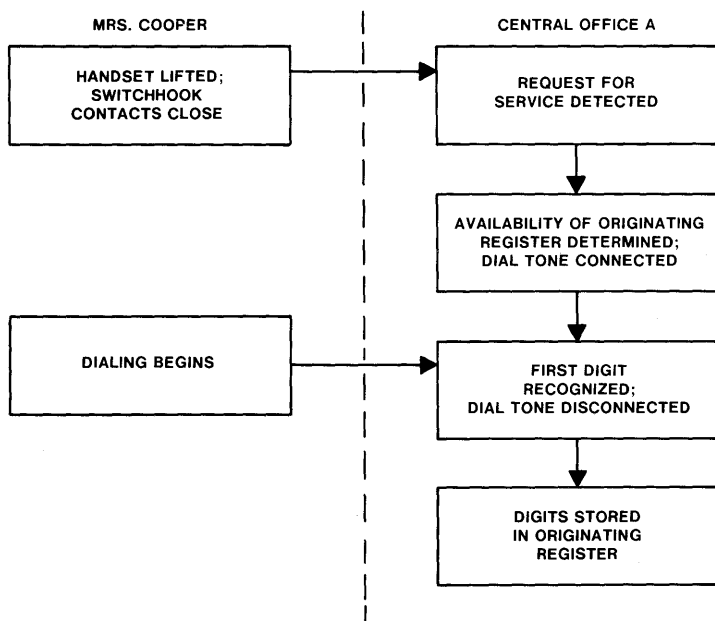 MRS. COOPER
CENTRAL OFFICE A
HANDSET LIFTED;
SWITCHHOOK
CONTACTS CLOSE
REQUEST FOR
SERVICE DETECTED
AVAILABILITY OF ORIGINATING
REGISTER DETERMINED;
DIAL TONE CONNECTED
DIALING BEGINS
FIRST DIGIT
RECOGNIZED;
DIAL TONE DISCONNECTED
DIGITS STORED
IN ORIGINATING
REGISTER